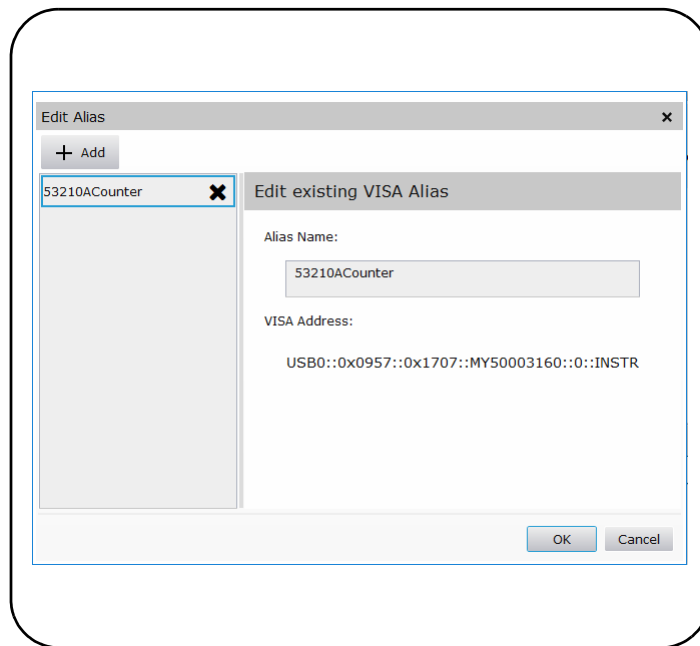 Edit Alias
+ Add
53210ACounter
Edit existing VISA Alias
Alias Name:
53210ACounter
VISA Address:
USB0::0x0957::0x1707::MY50003160::0::INSTR
OK
Cancel